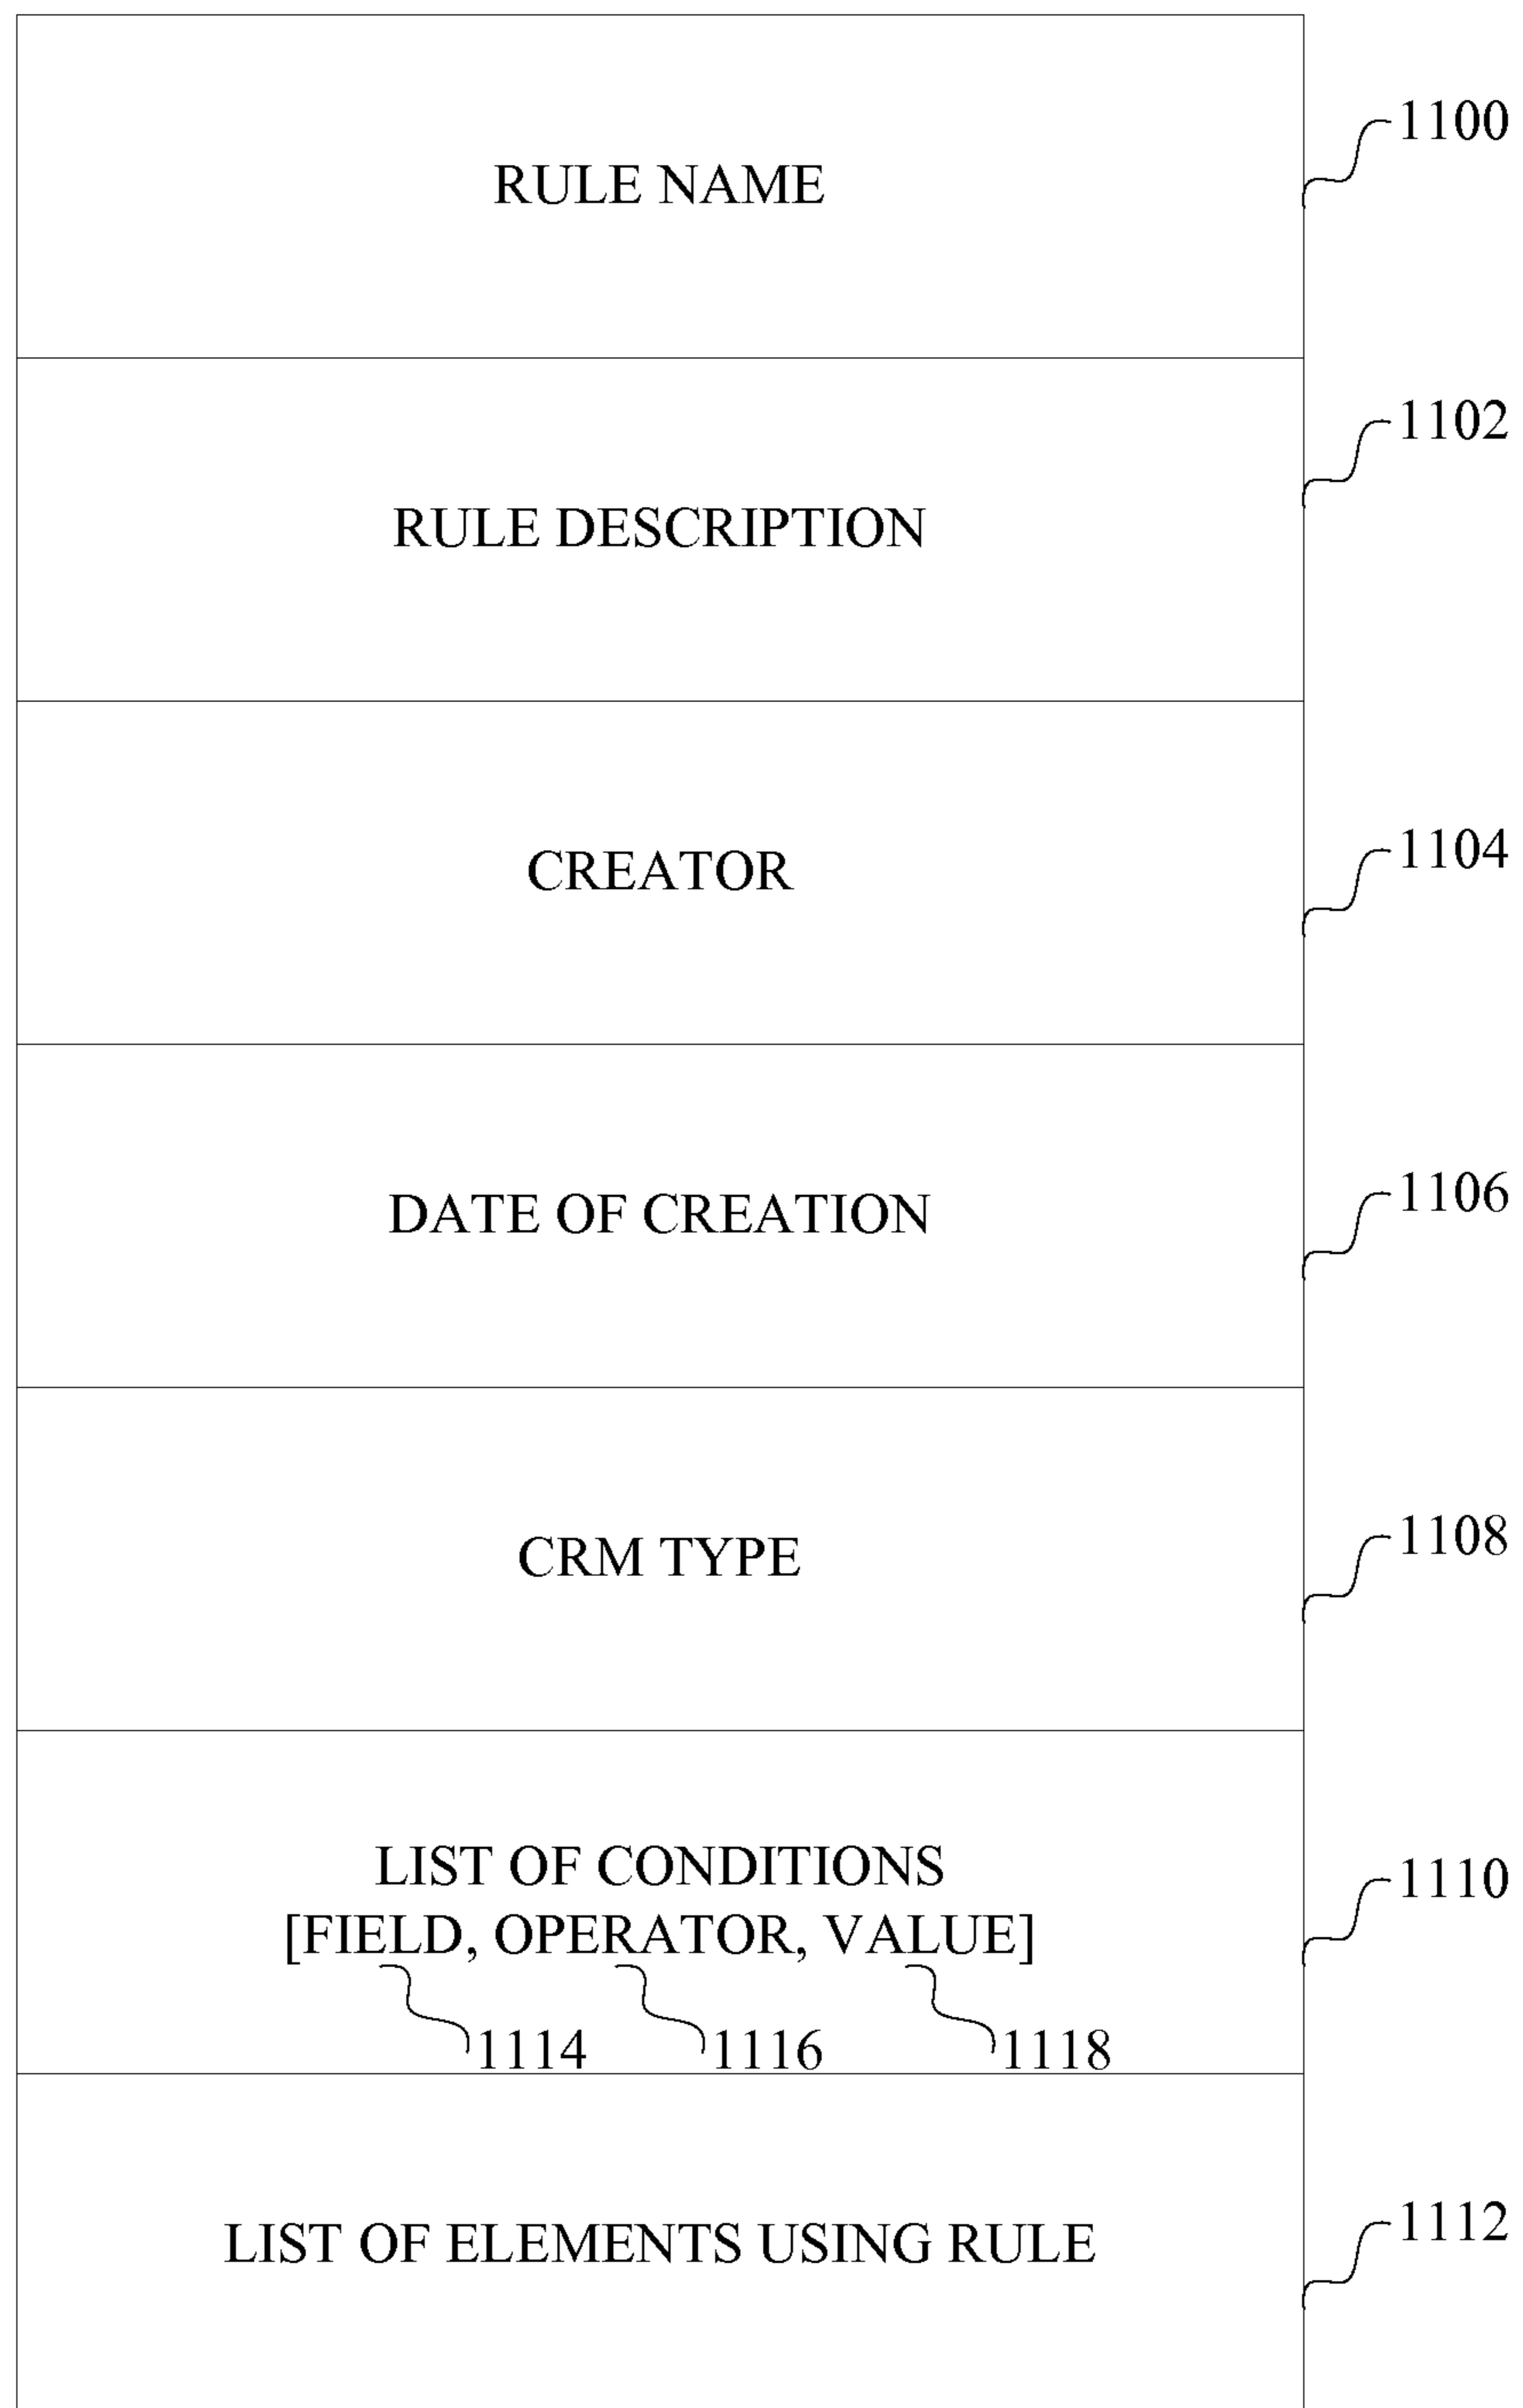 RULE NAME
1100
RULE DESCRIPTION
1102
CREATOR
1104
DATE OF CREATION
1106
CRM TYPE
1108
LIST OF CONDITIONS
[FIELD, OPERATOR, VALUE]
1110
1114 1116 1118
LIST OF ELEMENTS USING RULE
1112